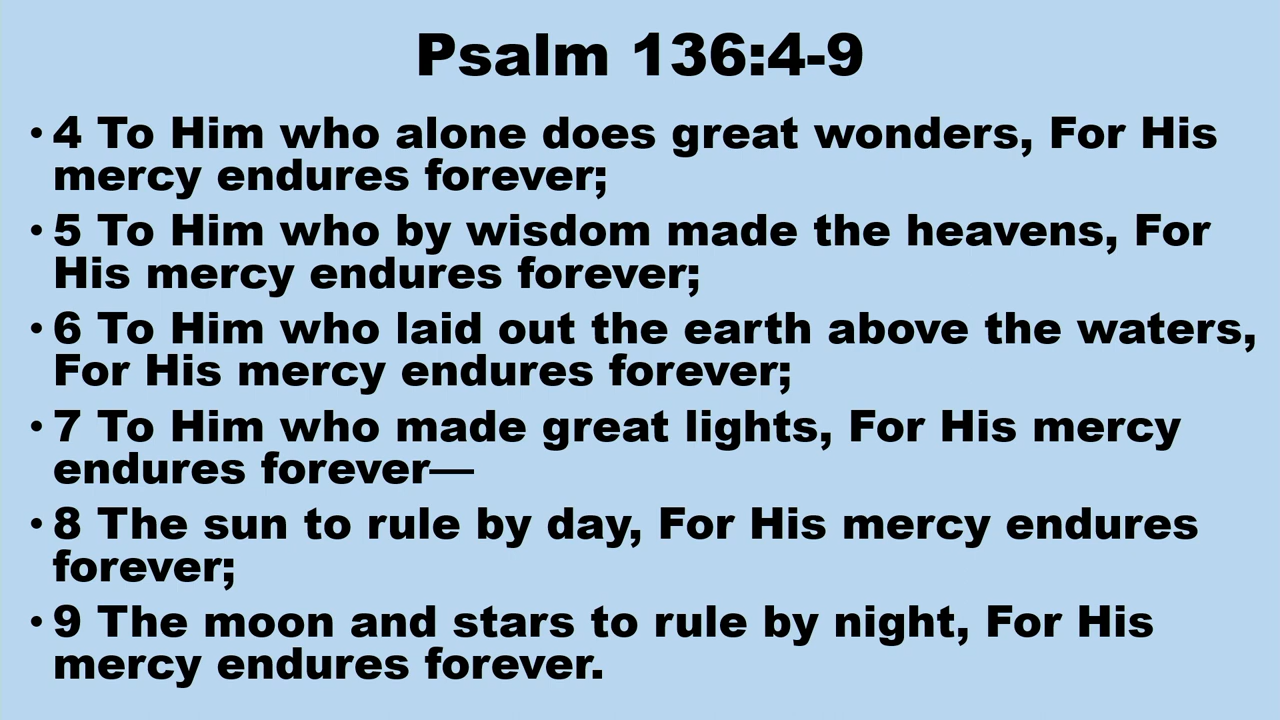 Psalm 136:4-9
• 4 To Him who alone does great wonders, For His
mercy endures forever;
• 5 To Him who by wisdom made the heavens, For
His mercy endures forever;
• 6 To Him who laid out the earth above the waters,
For His mercy endures forever;
• 7 To Him who made great lights, For His mercy
endures forever—
• 8 The sun to rule by day, For His mercy endures
forever;
• 9 The moon and stars to rule by night, For His
mercy endures forever.